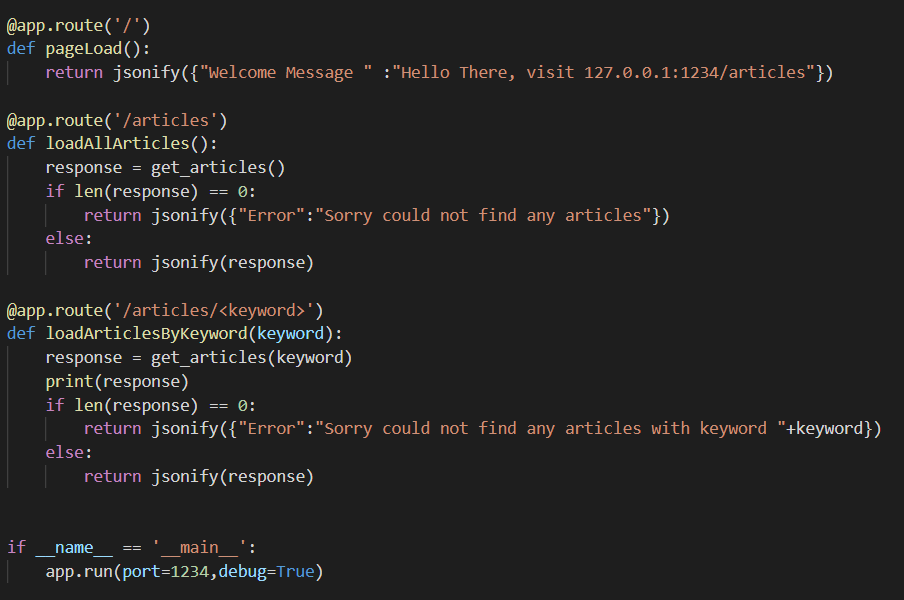 @app.route('/')
def pageLoad():
    return jsonify({"Welcome Message " :"Hello There, visit 127.0.0.1:1234/articles"})

@app.route('/articles')
def loadAllArticles():
    response = get_articles()
    if len(response) == 0:
        return jsonify({"Error":"Sorry could not find any articles"})
    else:
        return jsonify(response)

@app.route('/articles/<keyword>')
def loadArticlesByKeyword(keyword):
    response = get_articles(keyword)
    print(response)
    if len(response) == 0:
        return jsonify({"Error":"Sorry could not find any articles with keyword "+keyword})
    else:
        return jsonify(response)


if __name__ == '__main__':
    app.run(port=1234,debug=True)